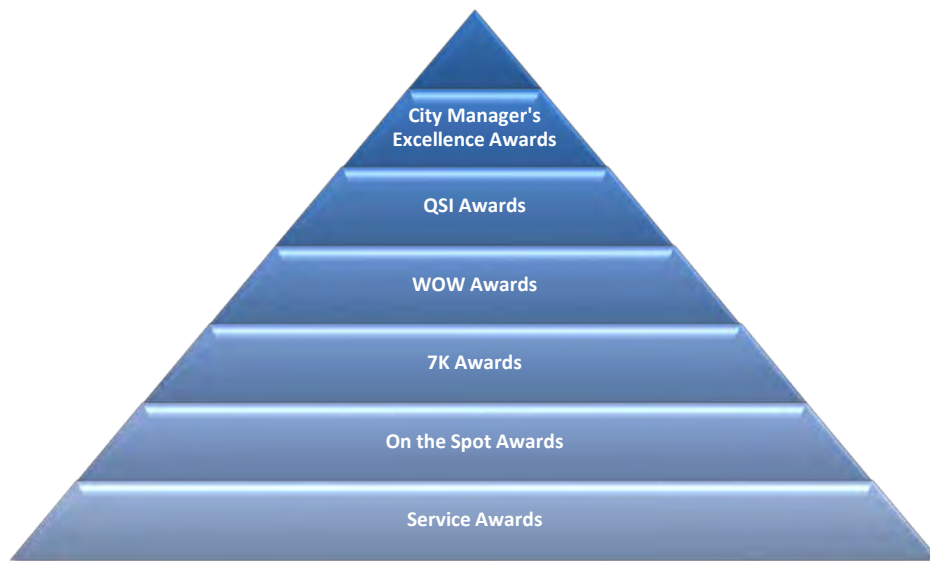 City Manager's
Excellence Awards
QSI Awards
WOW Awards
7K Awards
On the Spot Awards
Service Awards